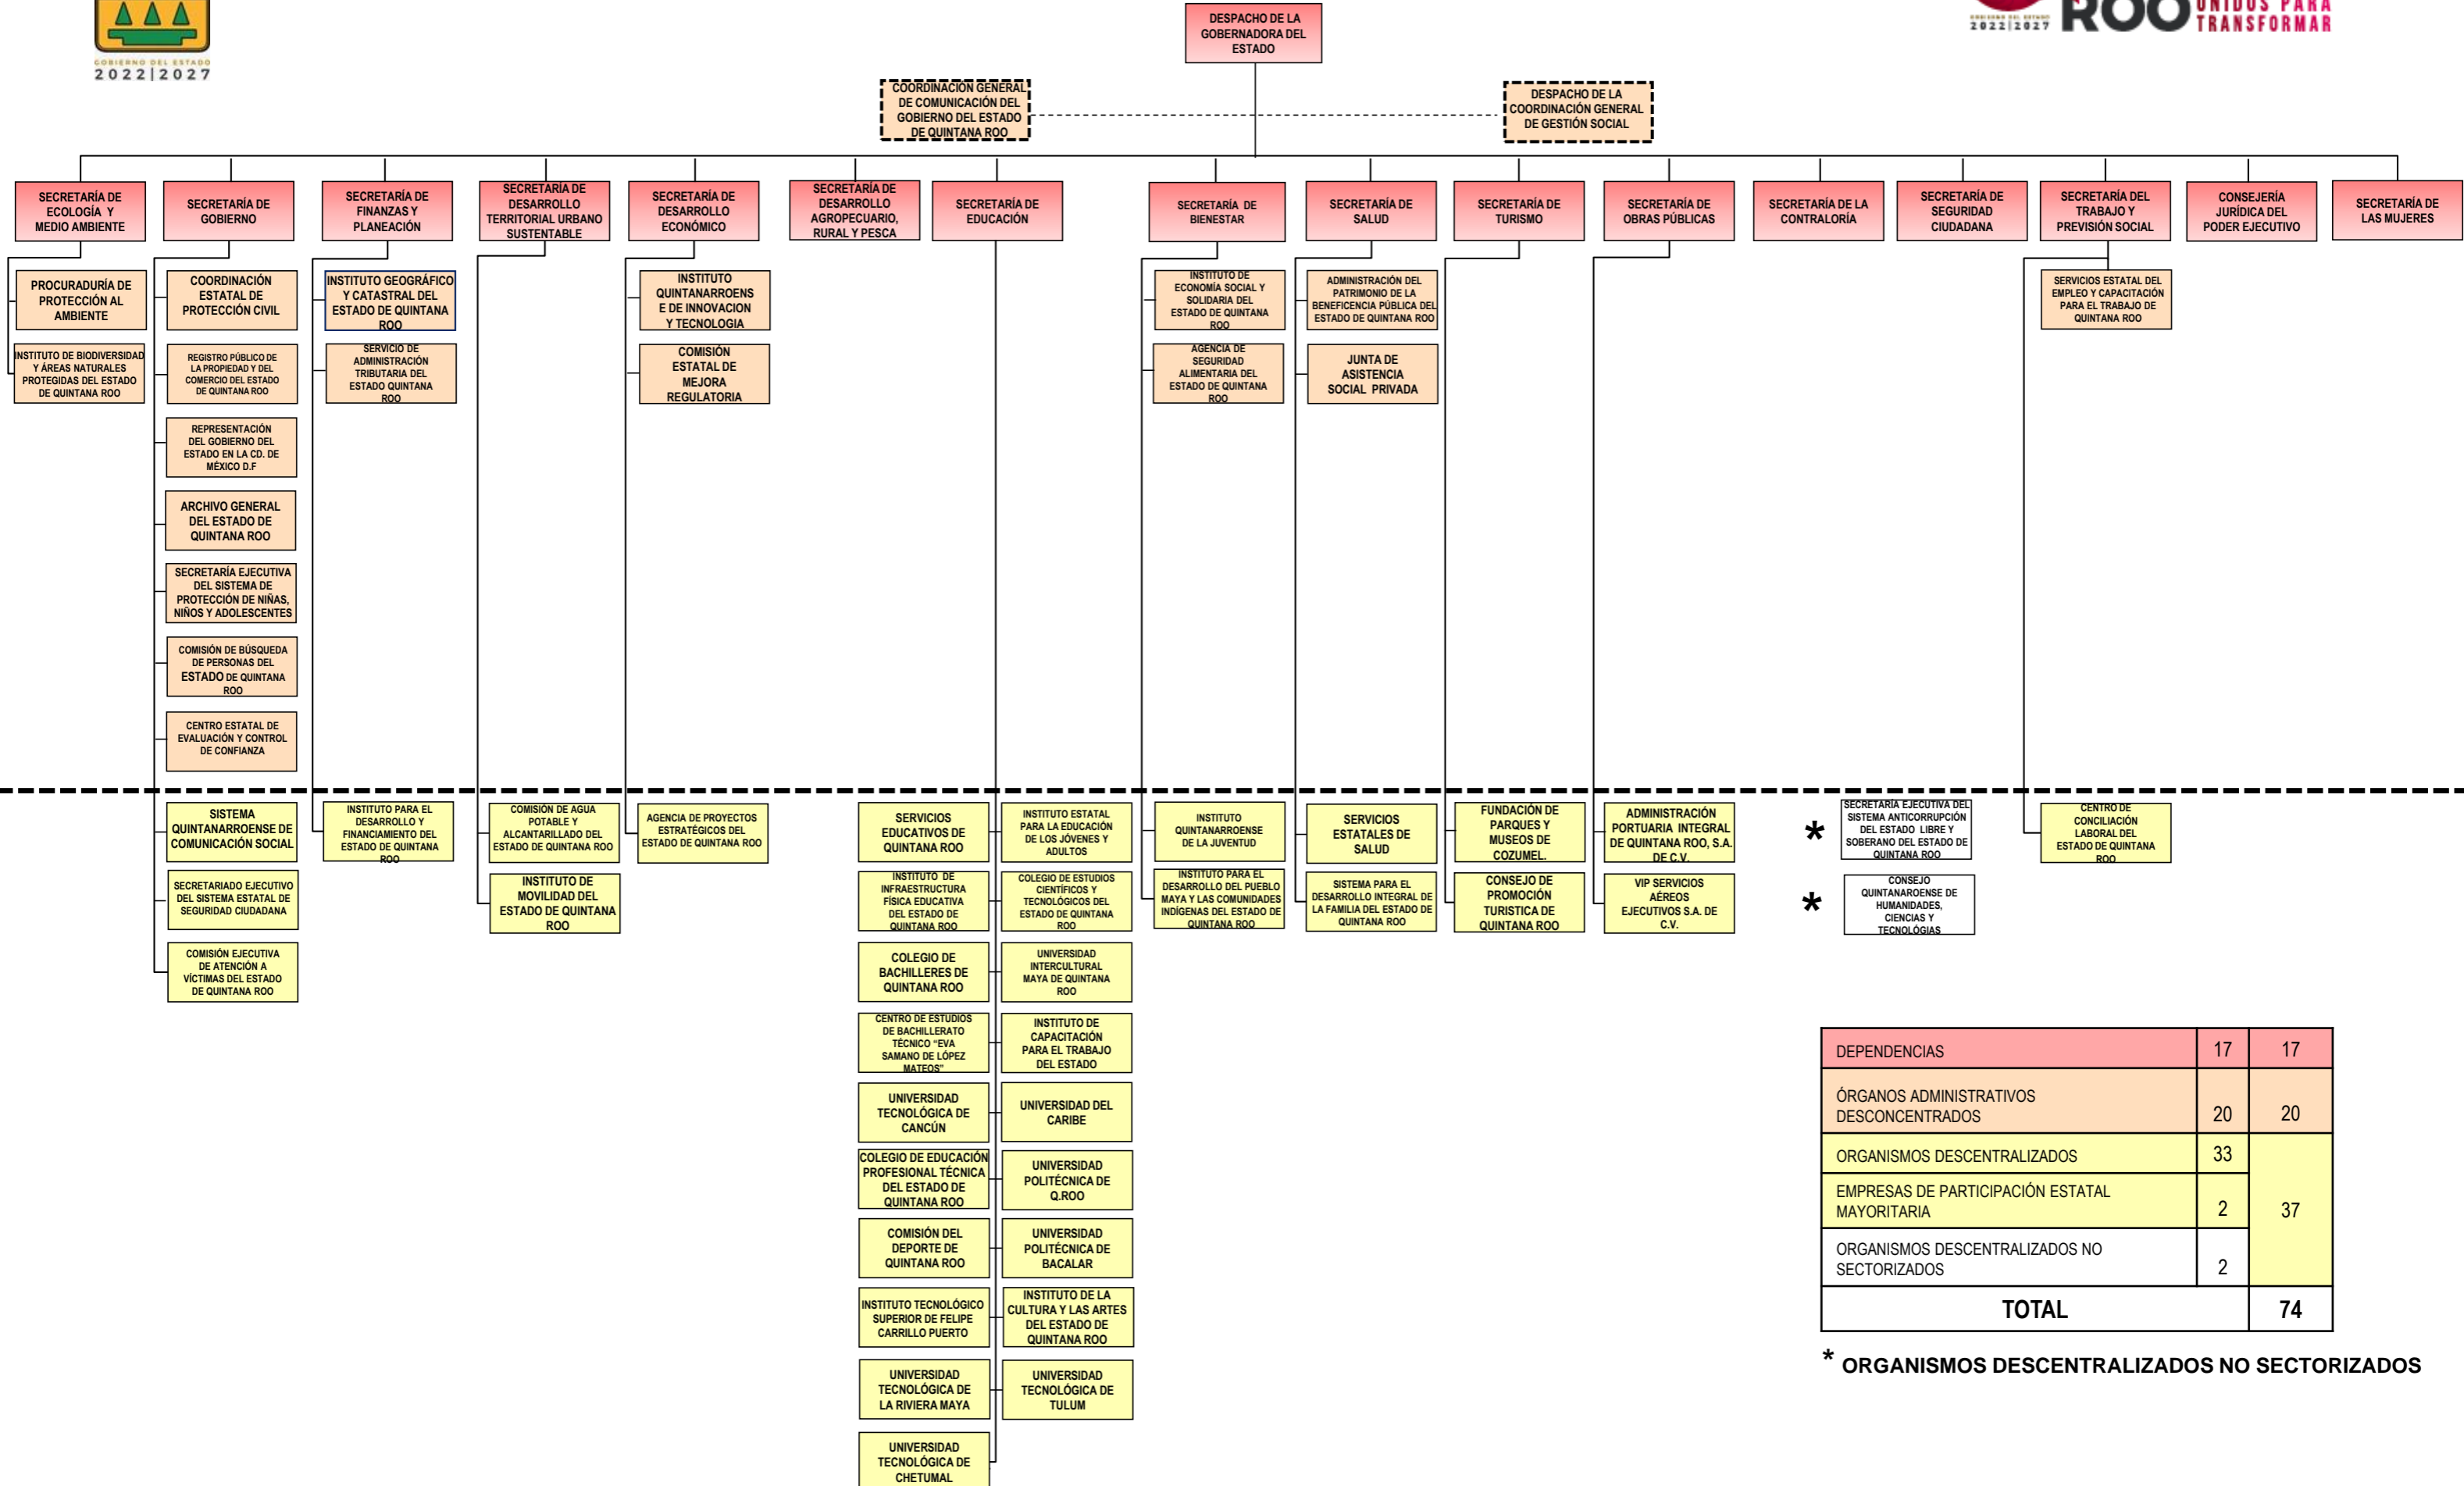 GOBIERNO DEL ESTADO
2022|2027
GOBIERNO DEL ESTADO
2022|2027
ROO
UNIDOS PARA
TRANSFORMAR
DESPACHO DE LA
GOBERNADORA DEL
ESTADO
COORDINACIÓN GENERAL
DE COMUNICACIÓN DEL
GOBIERNO DEL ESTADO
DE QUINTANA ROO
DESPACHO DE LA
COORDINACIÓN GENERAL
DE GESTIÓN SOCIAL
SECRETARÍA DE
ECOLOGÍA Y
MEDIO AMBIENTE
SECRETARÍA DE
GOBIERNO
SECRETARÍA DE
FINANZAS Y
PLANEACIÓN
SECRETARÍA DE
DESARROLLO
TERRITORIAL URBANO
SUSTENTABLE
SECRETARÍA DE
DESARROLLO
ECONÓMICO
SECRETARÍA DE
DESARROLLO
AGROPECUARIO,
RURAL Y PESCA
SECRETARÍA DE
EDUCACIÓN
SECRETARÍA DE
BIENESTAR
SECRETARÍA DE
SALUD
SECRETARÍA DE
TURISMO
SECRETARÍA DE
OBRAS PÚBLICAS
SECRETARÍA DE LA
CONTRALORÍA
SECRETARÍA DE
SEGURIDAD
CIUDADANA
SECRETARÍA DEL
TRABAJO Y
PREVISIÓN SOCIAL
CONSEJERÍA
JURÍDICA DEL
PODER EJECUTIVO
SECRETARÍA DE
LAS MUJERES
PROCURADURÍA DE
PROTECCIÓN AL
AMBIENTE
COORDINACIÓN
ESTATAL DE
PROTECCIÓN CIVIL
INSTITUTO GEOGRÁFICO
Y CATASTRAL DEL
ESTADO DE QUINTANA
ROO
INSTITUTO
QUINTANARROENS
E DE INNOVACION
Y TECNOLOGIA
INSTITUTO DE
ECONOMÍA SOCIAL Y
SOLIDARIA DEL
ESTADO DE QUINTANA
ROO
ADMINISTRACIÓN DEL
PATRIMONIO DE LA
BENEFICENCIA PÚBLICA DEL
ESTADO DE QUINTANA ROO
SERVICIOS ESTATAL DEL
EMPLEO Y CAPACITACIÓN
PARA EL TRABAJO DE
QUINTANA ROO
INSTITUTO DE BIODIVERSIDAD
Y ÁREAS NATURALES
PROTEGIDAS DEL ESTADO
DE QUINTANA ROO
REGISTRO PÚBLICO DE
LA PROPIEDAD Y DEL
COMERCIO DEL ESTADO
DE QUINTANA ROO
SERVICIO DE
ADMINISTRACIÓN
TRIBUTARIA DEL
ESTADO QUINTANA
ROO
COMISIÓN
ESTATAL DE
MEJORA
REGULATORIA
AGENCIA DE
SEGURIDAD
ALIMENTARIA DEL
ESTADO DE QUINTANA
ROO
JUNTA DE
ASISTENCIA
SOCIAL PRIVADA
REPRESENTACIÓN
DEL GOBIERNO DEL
ESTADO EN LA CD. DE
MÉXICO D.F
ARCHIVO GENERAL
DEL ESTADO DE
QUINTANA ROO
SECRETARÍA EJECUTIVA
DEL SISTEMA DE
PROTECCIÓN DE NIÑAS,
NIÑOS Y ADOLESCENTES
COMISIÓN DE BÚSQUEDA
DE PERSONAS DEL
ESTADO DE QUINTANA
ROO
CENTRO ESTATAL DE
EVALUACIÓN Y CONTROL
DE CONFIANZA
SISTEMA
QUINTANARROENSE DE
COMUNICACIÓN SOCIAL
INSTITUTO PARA EL
DESARROLLO Y
FINANCIAMIENTO DEL
ESTADO DE QUINTANA
ROO
COMISIÓN DE AGUA
POTABLE Y
ALCANTARILLADO DEL
ESTADO DE QUINTANA ROO
AGENCIA DE PROYECTOS
ESTRATÉGICOS DEL
ESTADO DE QUINTANA ROO
SERVICIOS
EDUCATIVOS DE
QUINTANA ROO
INSTITUTO ESTATAL
PARA LA EDUCACIÓN
DE LOS JÓVENES Y
ADULTOS
INSTITUTO
QUINTANARROENSE
DE LA JUVENTUD
SERVICIOS
ESTATALES DE
SALUD
FUNDACIÓN DE
PARQUES Y
MUSEOS DE
COZUMEL.
ADMINISTRACIÓN
PORTUARIA INTEGRAL
DE QUINTANA ROO, S.A.
DE C.V.
*
SECRETARÍA EJECUTIVA DEL
SISTEMA ANTICORRUPCIÓN
DEL ESTADO LIBRE Y
SOBERANO DEL ESTADO DE
QUINTANA ROO
CENTRO DE
CONCILIACIÓN
LABORAL DEL
ESTADO DE QUINTANA
ROO
SECRETARIADO EJECUTIVO
DEL SISTEMA ESTATAL DE
SEGURIDAD CIUDADANA
INSTITUTO DE
MOVILIDAD DEL
ESTADO DE QUINTANA
ROO
INSTITUTO DE
INFRAESTRUCTURA
FÍSICA EDUCATIVA
DEL ESTADO DE
QUINTANA ROO
COLEGIO DE ESTUDIOS
CIENTÍFICOS Y
TECNOLÓGICOS DEL
ESTADO DE QUINTANA
ROO
INSTITUTO PARA EL
DESARROLLO DEL PUEBLO
MAYA Y LAS COMUNIDADES
INDÍGENAS DEL ESTADO DE
QUINTANA ROO
SISTEMA PARA EL
DESARROLLO INTEGRAL DE
LA FAMILIA DEL ESTADO DE
QUINTANA ROO
CONSEJO DE
PROMOCIÓN
TURISTICA DE
QUINTANA ROO
VIP SERVICIOS
AÉREOS
EJECUTIVOS S.A. DE
C.V.
*
CONSEJO
QUINTANAROENSE DE
HUMANIDADES,
CIENCIAS Y
TECNOLÓGIAS
COMISIÓN EJECUTIVA
DE ATENCIÓN A
VÍCTIMAS DEL ESTADO
DE QUINTANA ROO
COLEGIO DE
BACHILLERES DE
QUINTANA ROO
UNIVERSIDAD
INTERCULTURAL
MAYA DE QUINTANA
ROO
CENTRO DE ESTUDIOS
DE BACHILLERATO
TÉCNICO “EVA
SAMANO DE LÓPEZ
MATEOS”
INSTITUTO DE
CAPACITACIÓN
PARA EL TRABAJO
DEL ESTADO
UNIVERSIDAD
TECNOLÓGICA DE
CANCÚN
UNIVERSIDAD DEL
CARIBE
COLEGIO DE EDUCACIÓN
PROFESIONAL TÉCNICA
DEL ESTADO DE
QUINTANA ROO
UNIVERSIDAD
POLITÉCNICA DE
Q.ROO
COMISIÓN DEL
DEPORTE DE
QUINTANA ROO
UNIVERSIDAD
POLITÉCNICA DE
BACALAR
INSTITUTO TECNOLÓGICO
SUPERIOR DE FELIPE
CARRILLO PUERTO
INSTITUTO DE LA
CULTURA Y LAS ARTES
DEL ESTADO DE
QUINTANA ROO
UNIVERSIDAD
TECNOLÓGICA DE
LA RIVIERA MAYA
UNIVERSIDAD
TECNOLÓGICA DE
TULUM
UNIVERSIDAD
TECNOLÓGICA DE
CHETUMAL
DEPENDENCIAS 17 17
ÓRGANOS ADMINISTRATIVOS
DESCONCENTRADOS 20 20
ORGANISMOS DESCENTRALIZADOS 33
EMPRESAS DE PARTICIPACIÓN ESTATAL
MAYORITARIA 2 37
ORGANISMOS DESCENTRALIZADOS NO
SECTORIZADOS 2
TOTAL 74
* ORGANISMOS DESCENTRALIZADOS NO SECTORIZADOS